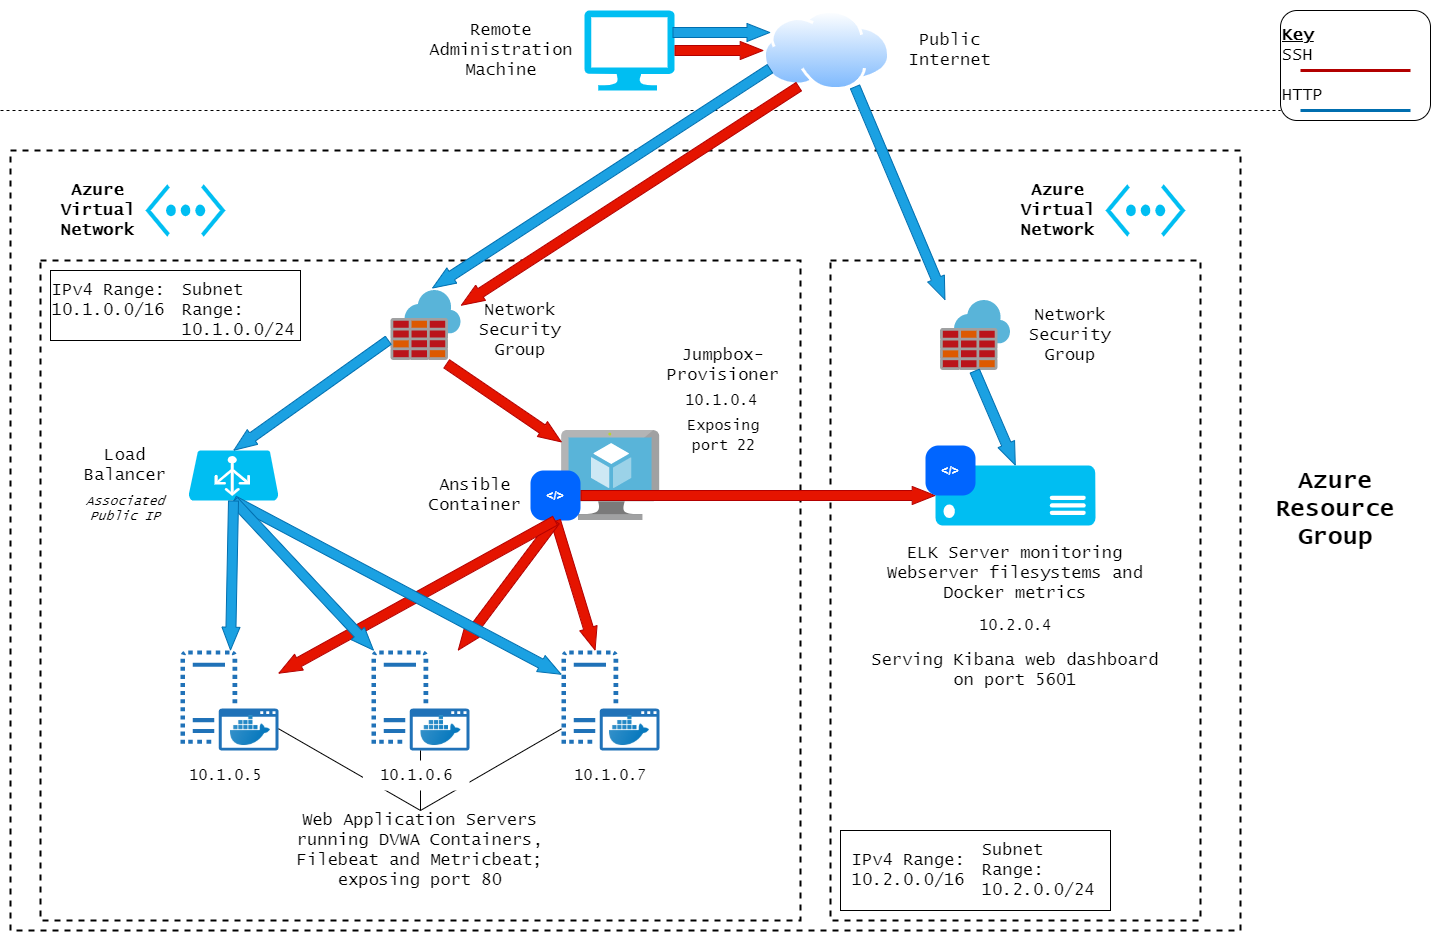 Remote
Administration
Machine
Public
Internet
Key
SSH
HTTP
Azure
Virtual
Network
Azure
Virtual
Network
IPv4 Range:
10.1.0.0/16
Subnet
Range:
10.1.0.0/24
Network
Security
Group
Network
Security
Group
Jumpbox-
Provisioner
10.1.0.4
Exposing
port 22
Load
Balancer
Associated
Public IP
Ansible
Container
</>
</>
Azure
Resource
Group
ELK Server monitoring
Webserver filesystems and
Docker metrics
10.2.0.4
Serving Kibana web dashboard
on port 5601
10.1.0.5
10.1.0.6
10.1.0.7
Web Application Servers
running DVWA Containers,
Filebeat and Metricbeat;
exposing port 80
IPv4 Range:
10.2.0.0/16
Subnet
Range:
10.2.0.0/24